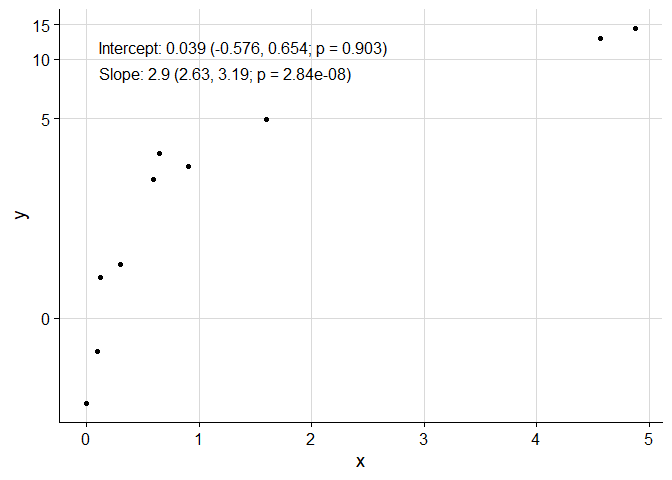 15
Intercept: 0.039 (-0.576, 0.654; p = 0.903)
10
Slope: 2.9 (2.63, 3.19; p = 2.84e-08)
5
y
0
0 1 2 3 4 5
x